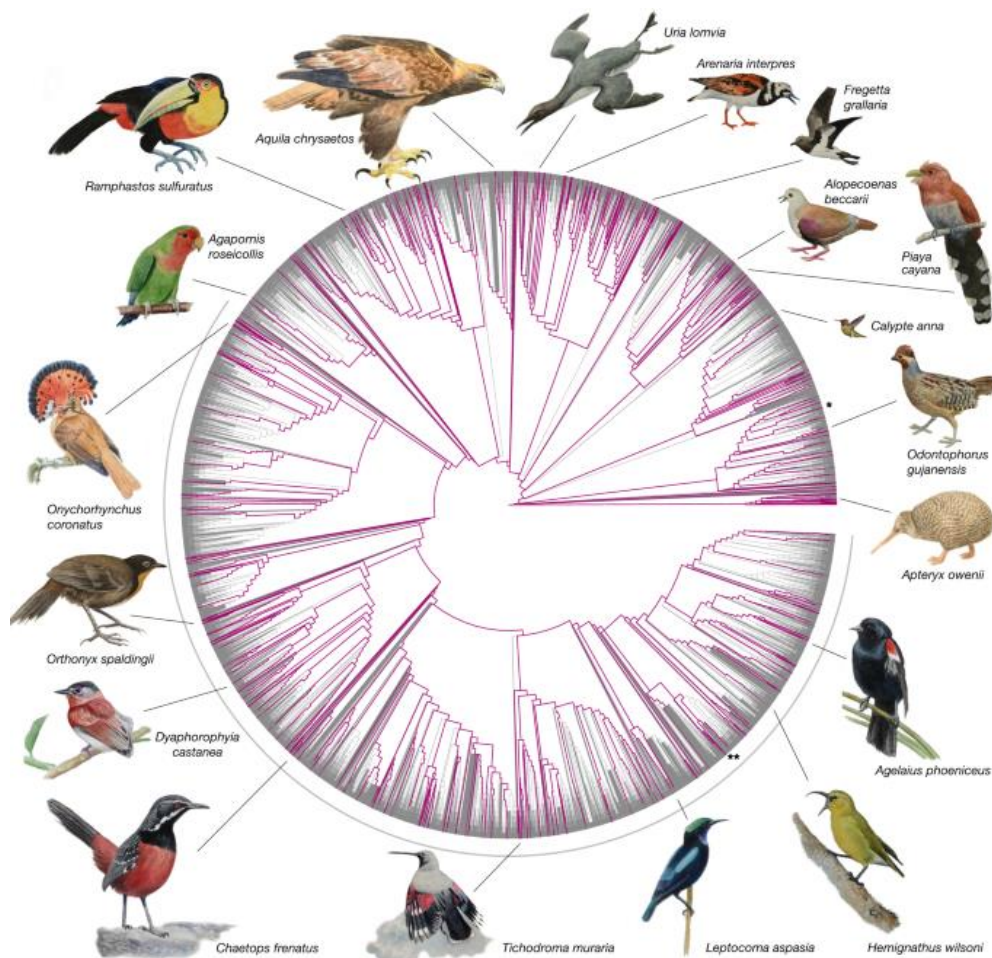 Uria lomvia
Arenaria interpres
Fregetta
grallaria
Aquila chrysaetos
Ramphastos sulfuratus
Alopecoenas
beccarii
Agapornis
roseicollis
Piaya
cayana
Calypte anna
*
Odontophorus
gujanensis
Onychorhynchus
coronatus
Apteryx owenii
Orthonyx spaldingii
Dyaphorophyia
castanea
**
Agelaius phoeniceus
Chaetops frenatus
Tichodroma muraria
Leptocoma aspasia
Hemignathus wilsoni